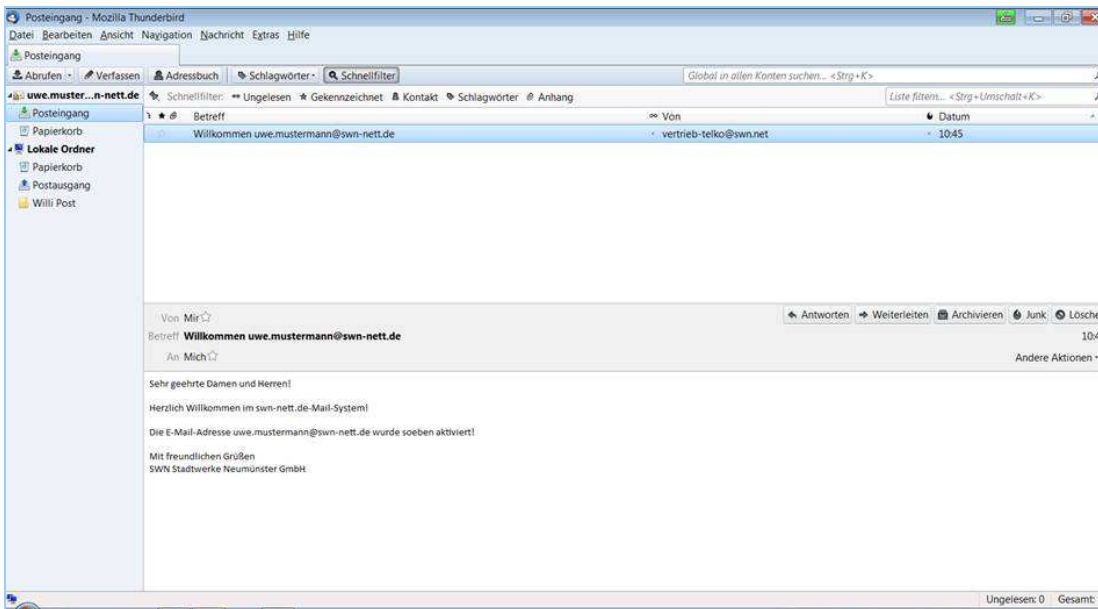 Posteingang - Mozilla Thunderbird
Datei Bearbeiten Ansicht Navigation Nachricht Extras Hilfe
Posteingang
Abrufen Verfassen Adressbuch Schlagwörter Schnellfilter Global in allen Konten suchen... <Strg+K>
uwe.muster...n-nett.de Schnellfilter: Ungelesen Gekennzeichnet Kontakt Schlagwörter Anhang Liste filtern... <Strg+Umschalt+K>
Posteingang Betreff Von Datum
Papierkorb Willkommen uwe.mustermann@swn-nett.de vertrieb-telko@swn.net 10:45
Lokale Ordner
Papierkorb
Postausgang
Willi Post
Von Mir Antworten Weiterleiten Archivieren Junk Lösche
Betreff Willkommen uwe.mustermann@swn-nett.de 10:4
An Mich Andere Aktionen
Sehr geehrte Damen und Herren!
Herzlich Willkommen im swn-nett.de-Mail-System!
Die E-Mail-Adresse uwe.mustermann@swn-nett.de wurde soeben aktiviert!
Mit freundlichen Grüßen
SWN Stadtwerke Neumünster GmbH
Ungelesen: 0 Gesamt: